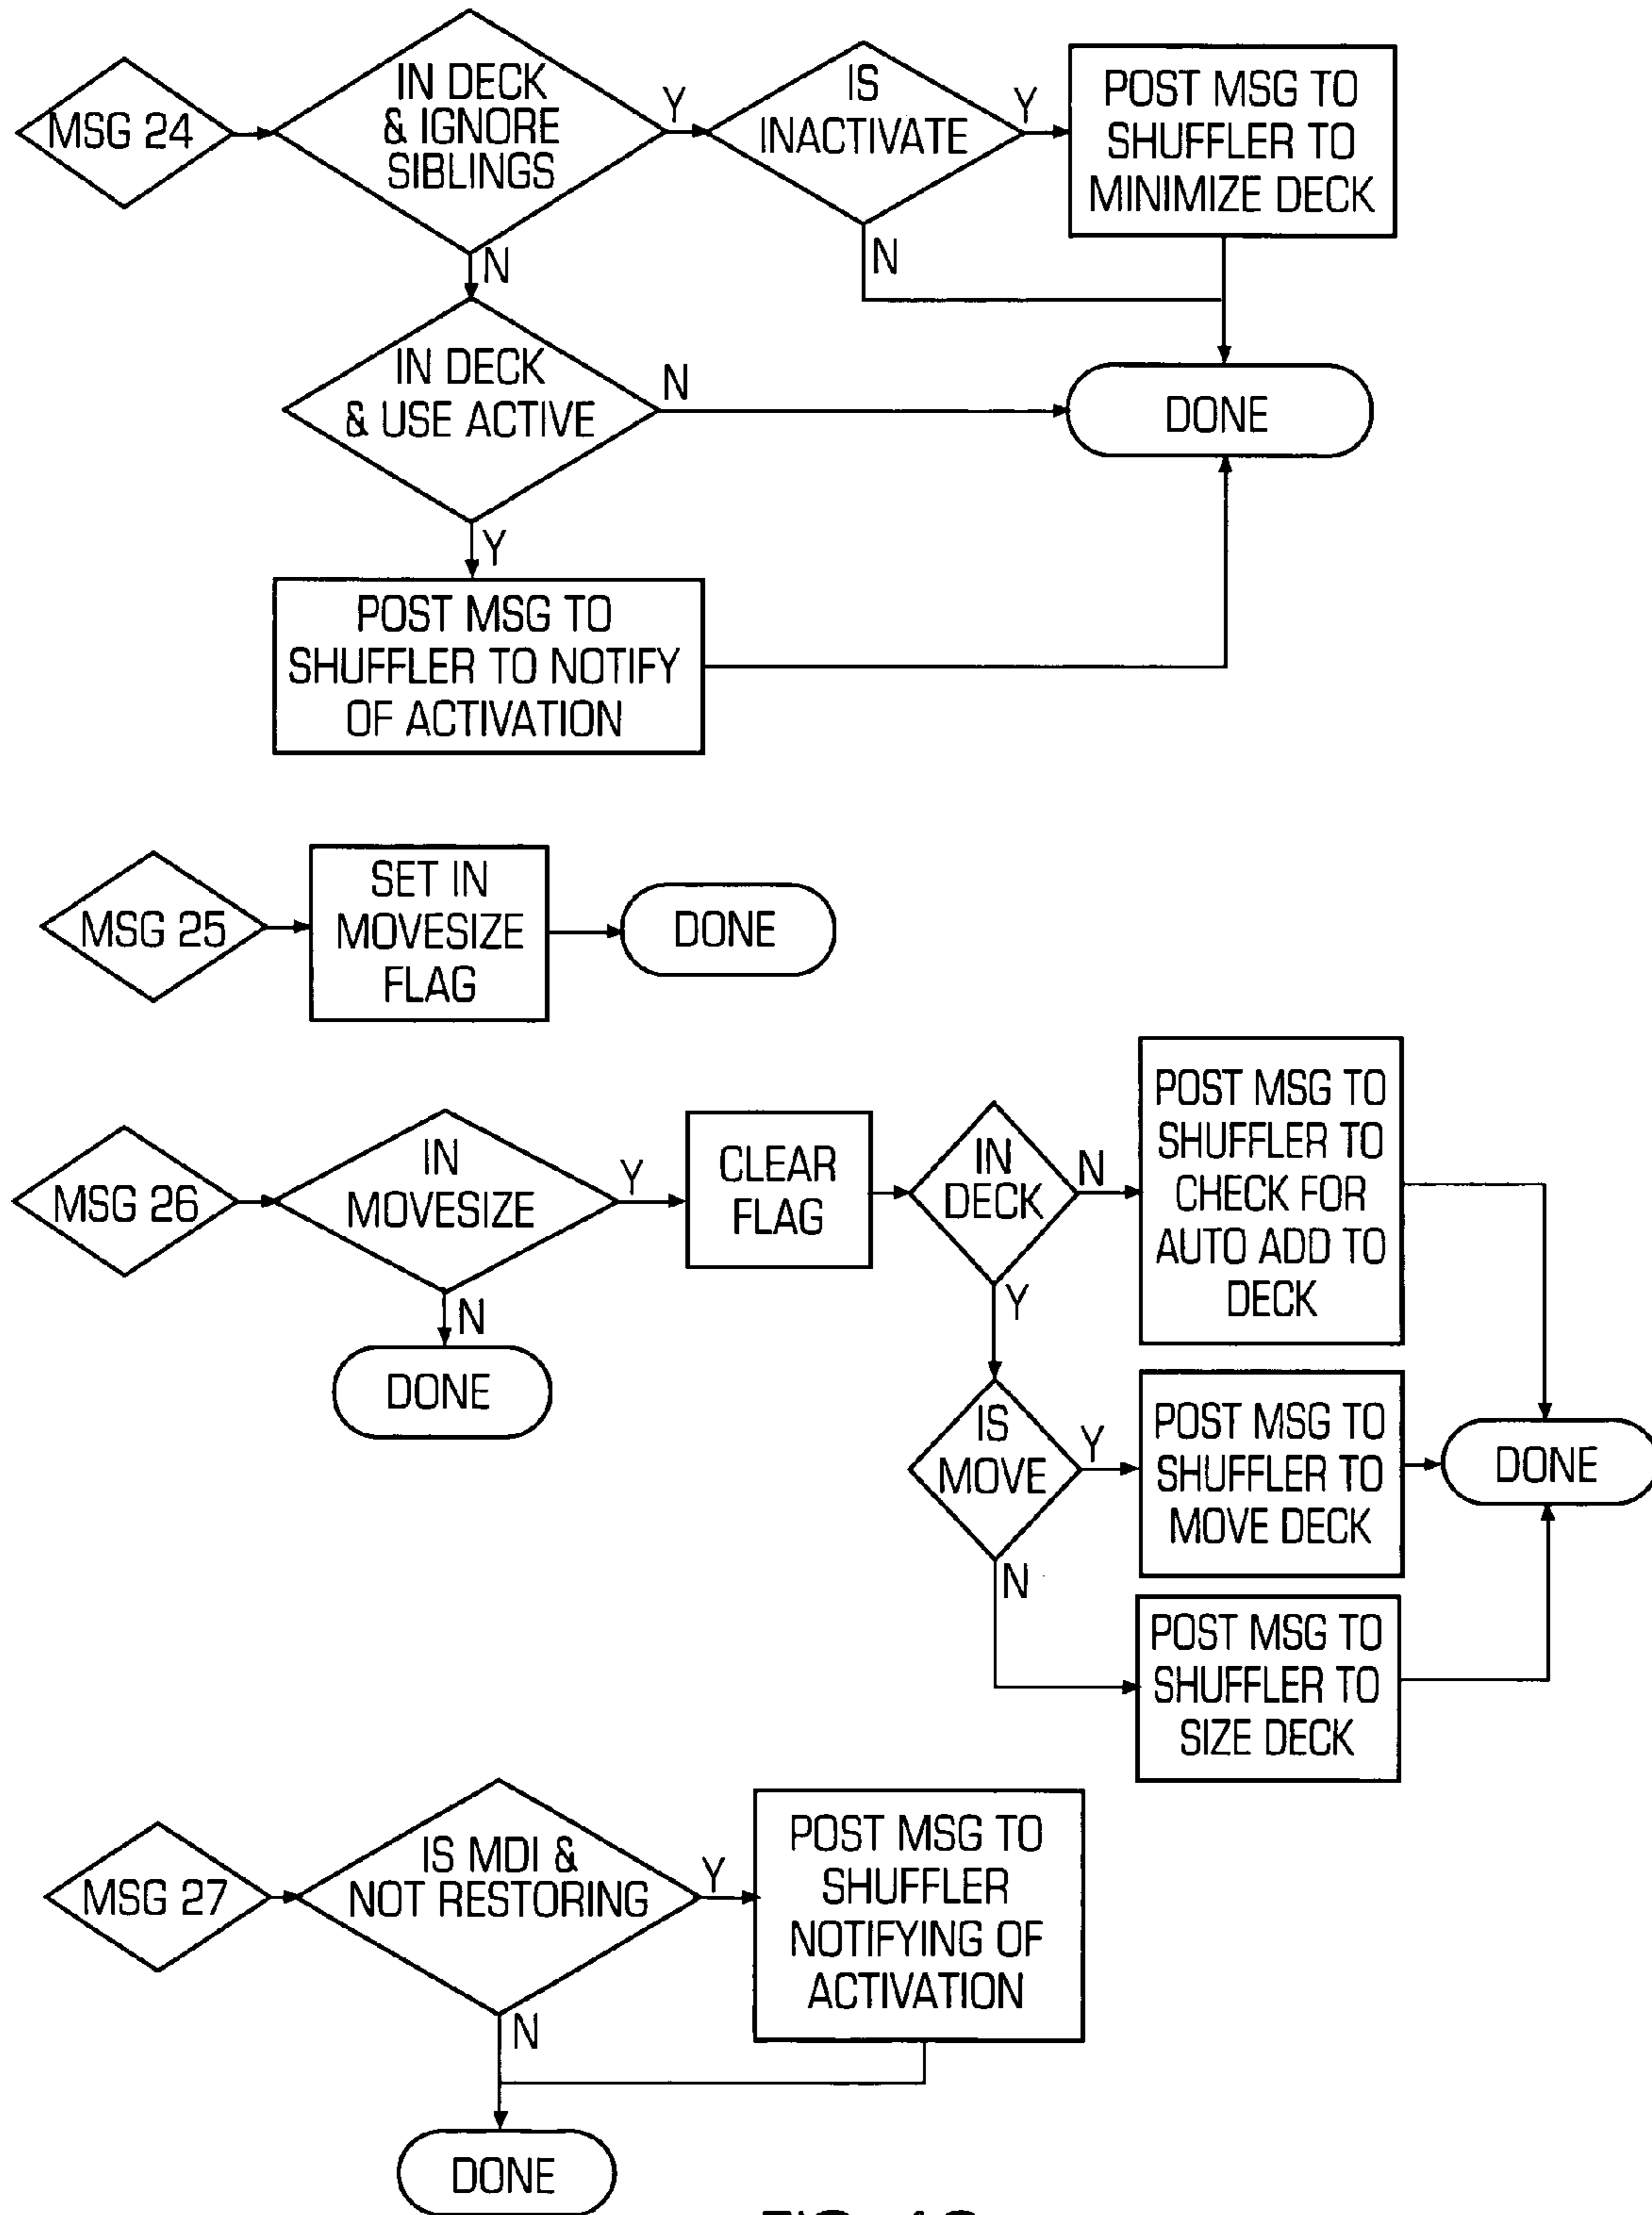 MSG 24
IN DECK
& IGNORE
SIBLINGS
Y
IS
INACTIVATE
Y
POST MSG TO
SHUFFLER TO
MINIMIZE DECK
N
N
IN DECK
& USE ACTIVE
N
DONE
Y
POST MSG TO
SHUFFLER TO NOTIFY
OF ACTIVATION
MSG 25
SET IN
MOVESIZE
FLAG
DONE
MSG 26
IN
MOVESIZE
Y
N
DONE
CLEAR
FLAG
IN
DECK
N
Y
POST MSG TO
SHUFFLER TO
CHECK FOR
AUTO ADD TO
DECK
IS
MOVE
Y
N
POST MSG TO
SHUFFLER TO
MOVE DECK
DONE
POST MSG TO
SHUFFLER TO
SIZE DECK
MSG 27
IS MDI &
NOT RESTORING
Y
N
POST MSG TO
SHUFFLER
NOTIFYING OF
ACTIVATION
DONE